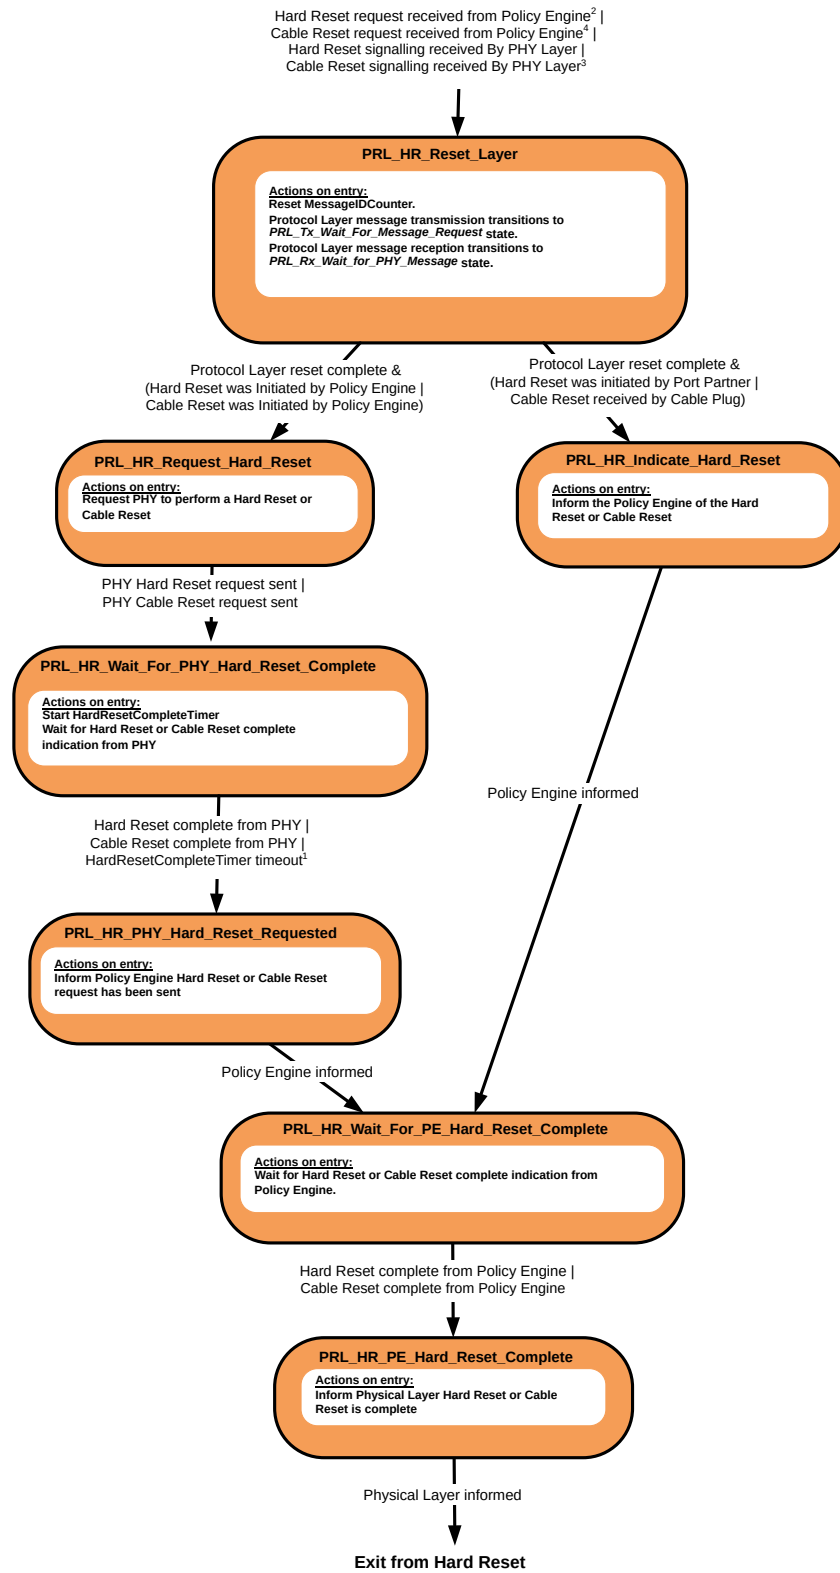 Hard Reset request received from Policy Engine² |
Cable Reset request received from Policy Engine⁴ |
Hard Reset signalling received By PHY Layer |
Cable Reset signalling received By PHY Layer³
PRL_HR_Reset_Layer
Actions on entry:
Reset MessageIDCounter.
Protocol Layer message transmission transitions to
PRL_Tx_Wait_For_Message_Request state.
Protocol Layer message reception transitions to
PRL_Rx_Wait_for_PHY_Message state.
Protocol Layer reset complete &
(Hard Reset was Initiated by Policy Engine |
Cable Reset was Initiated by Policy Engine)
Protocol Layer reset complete &
(Hard Reset was initiated by Port Partner |
Cable Reset received by Cable Plug)
PRL_HR_Request_Hard_Reset
Actions on entry:
Request PHY to perform a Hard Reset or
Cable Reset
PRL_HR_Indicate_Hard_Reset
Actions on entry:
Inform the Policy Engine of the Hard
Reset or Cable Reset
PHY Hard Reset request sent |
PHY Cable Reset request sent
PRL_HR_Wait_For_PHY_Hard_Reset_Complete
Actions on entry:
Start HardResetCompleteTimer
Wait for Hard Reset or Cable Reset complete
indication from PHY
Policy Engine informed
Hard Reset complete from PHY |
Cable Reset complete from PHY |
HardResetCompleteTimer timeout¹
PRL_HR_PHY_Hard_Reset_Requested
Actions on entry:
Inform Policy Engine Hard Reset or Cable Reset
request has been sent
Policy Engine informed
PRL_HR_Wait_For_PE_Hard_Reset_Complete
Actions on entry:
Wait for Hard Reset or Cable Reset complete indication from
Policy Engine.
Hard Reset complete from Policy Engine |
Cable Reset complete from Policy Engine
PRL_HR_PE_Hard_Reset_Complete
Actions on entry:
Inform Physical Layer Hard Reset or Cable
Reset is complete
Physical Layer informed
Exit from Hard Reset